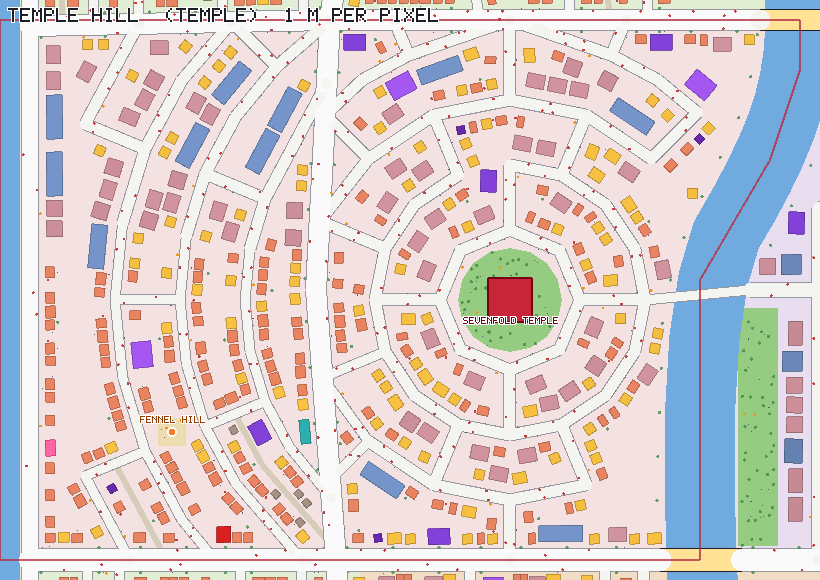 TEMPLE HILL (TEMPLE) 1 M PER PIXEL
SEVENFOLD TEMPLE
FENNEL HILL